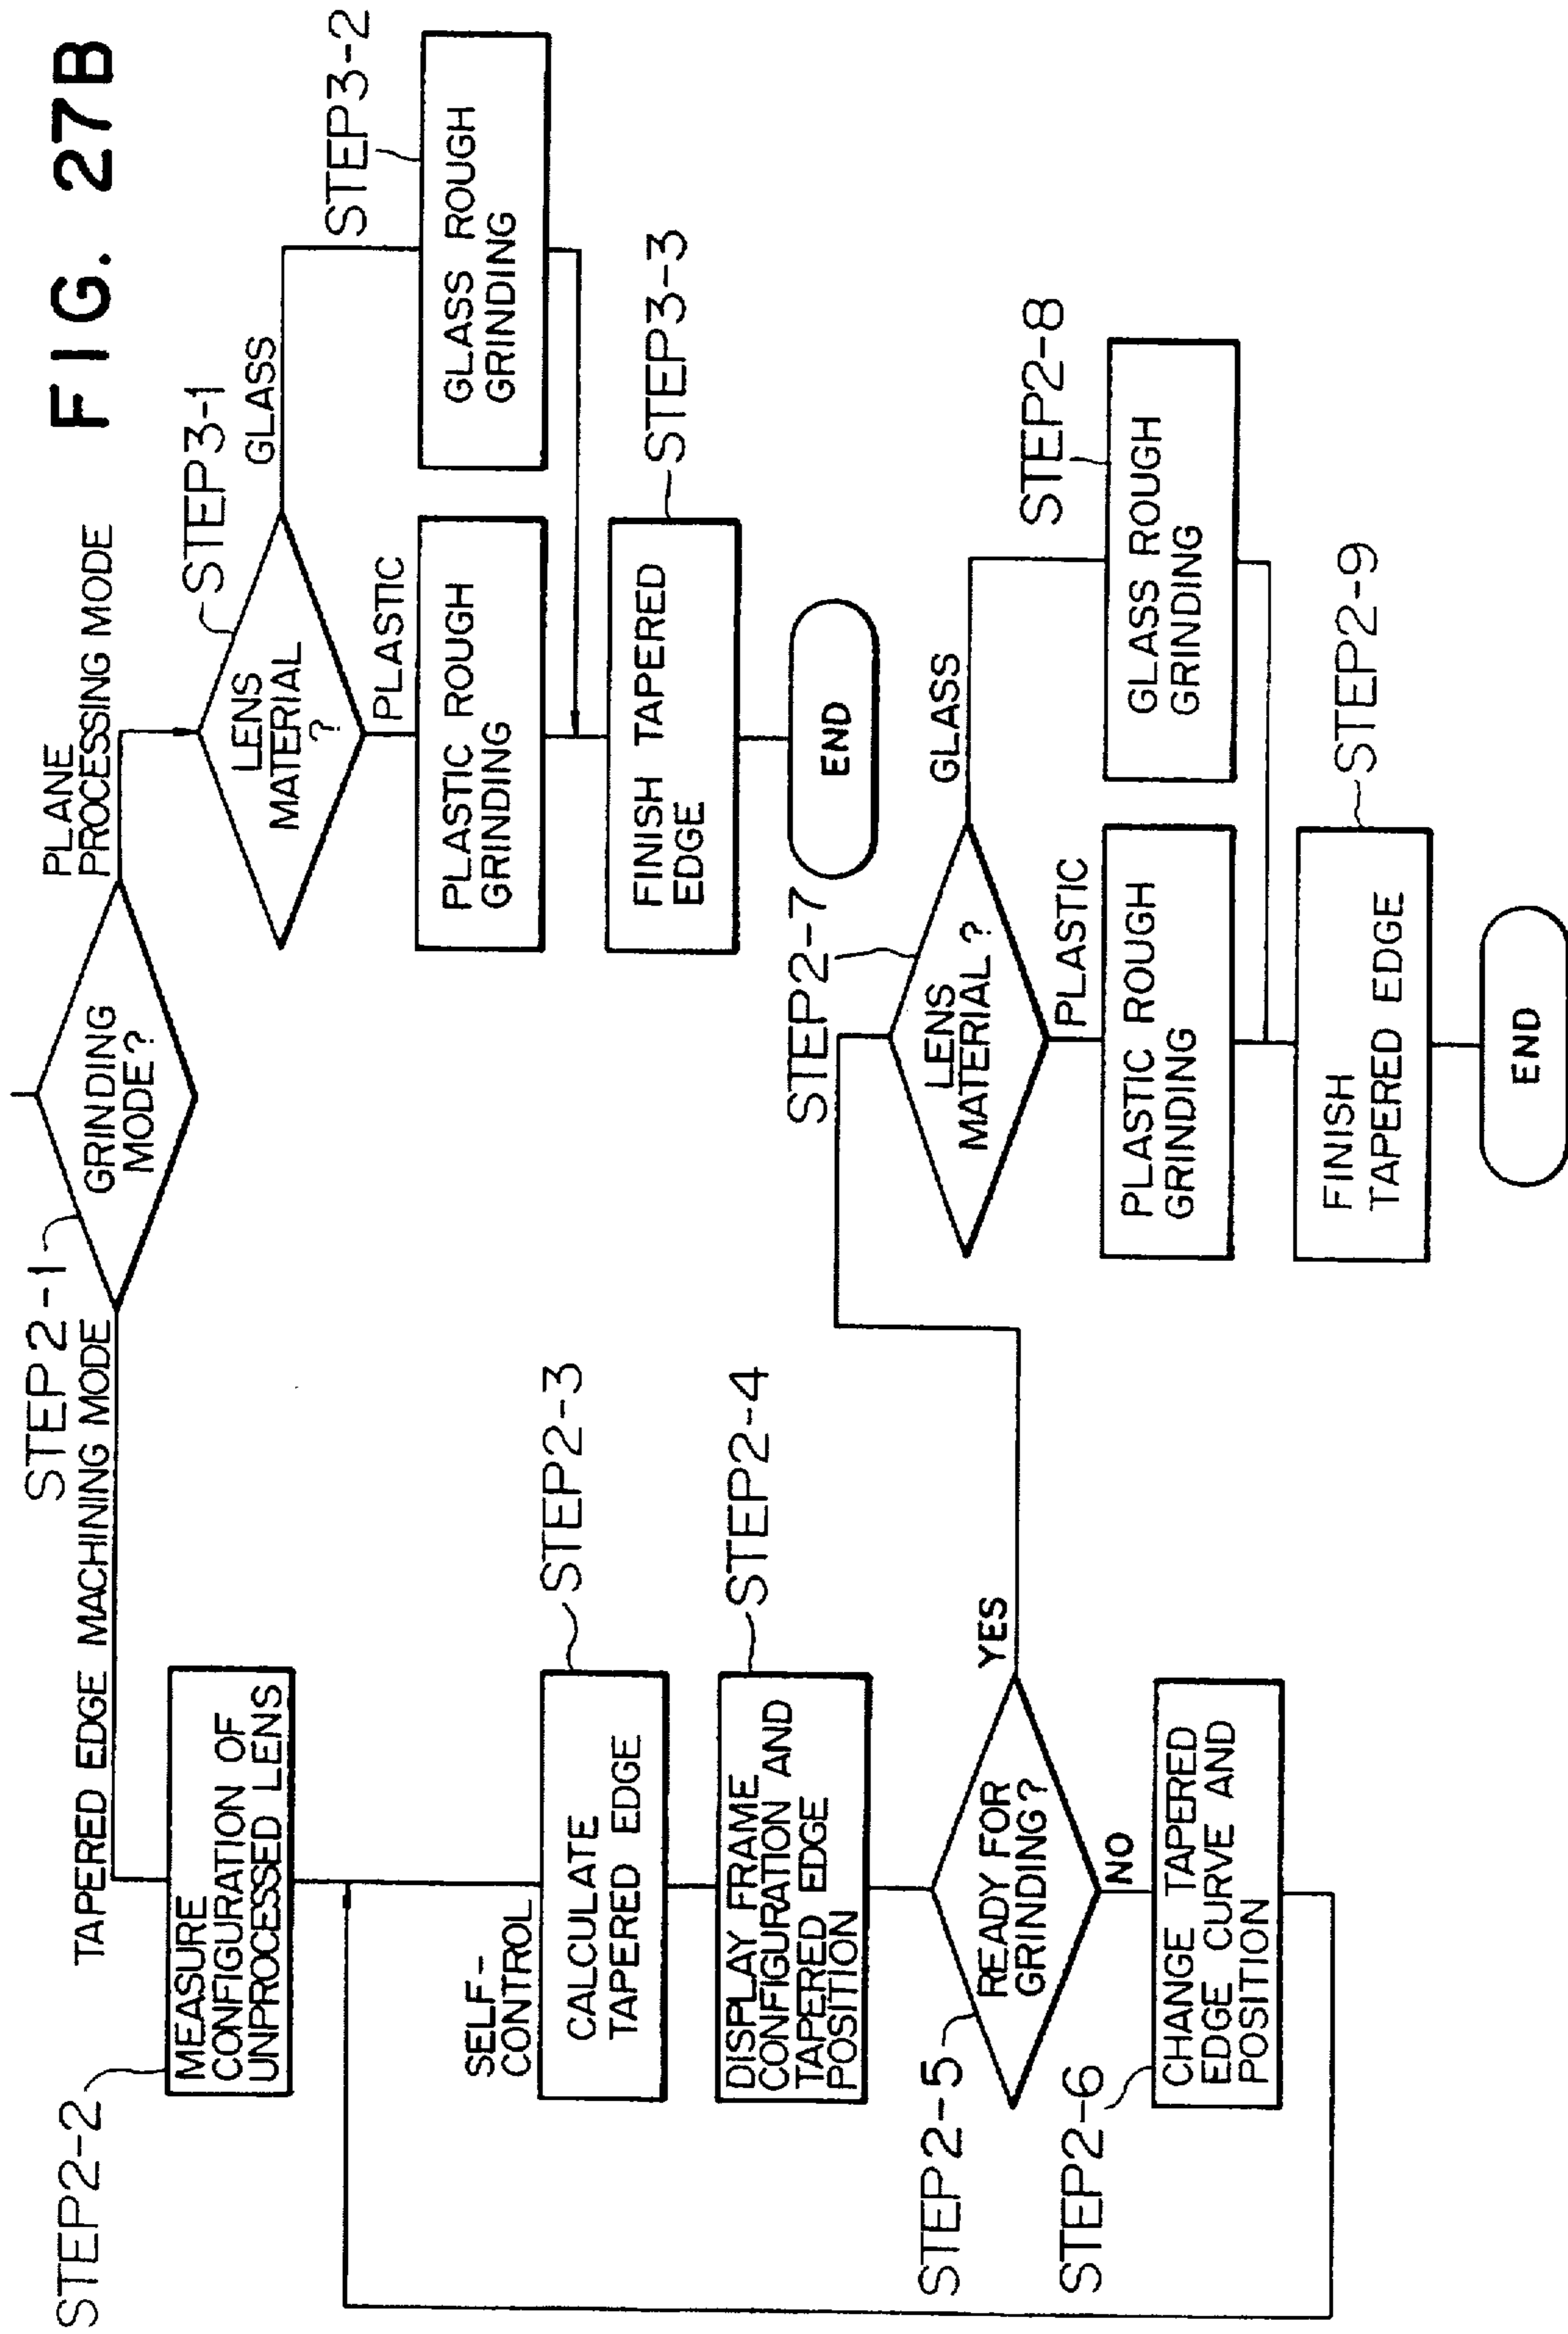 FIG. 27B
STEP2-1
GRINDING
MODE?
TAPERED EDGE MACHINING MODE
PLANE
PROCESSING MODE
STEP2-2
MEASURE
CONFIGURATION OF
UNPROCESSED LENS
SELF-
CONTROL
CALCULATE
TAPERED EDGE
STEP2-3
DISPLAY FRAME
CONFIGURATION AND
TAPERED EDGE
POSITION
STEP2-4
STEP2-5
READY FOR
GRINDING?
YES
NO
STEP2-6
CHANGE TAPERED
EDGE CURVE AND
POSITION
STEP3-1
LENS
MATERIAL
?
GLASS
PLASTIC
STEP3-2
GLASS ROUGH
GRINDING
PLASTIC ROUGH
GRINDING
STEP3-3
FINISH TAPERED
EDGE
END
STEP2-7
LENS
MATERIAL?
GLASS
PLASTIC
STEP2-8
GLASS ROUGH
GRINDING
PLASTIC ROUGH
GRINDING
STEP2-9
FINISH
TAPERED EDGE
END